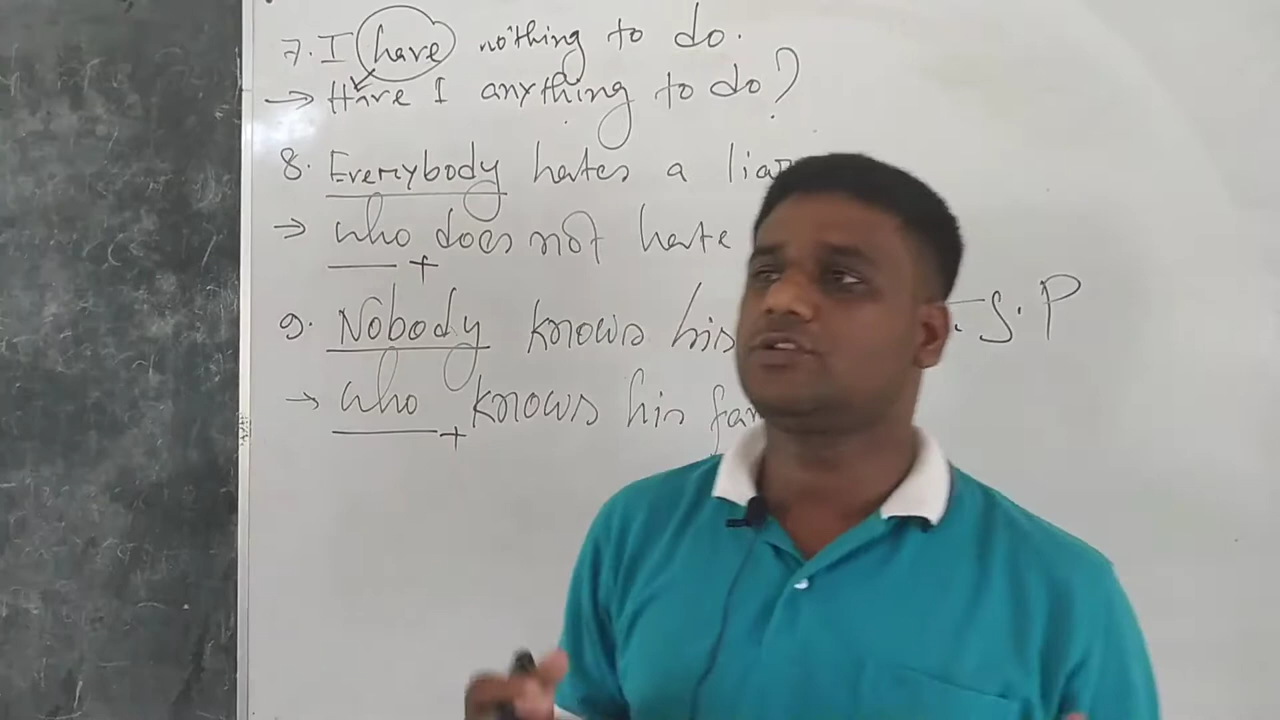 7. I have nothing to do.
→ Have I anything to do?
8. Everybody hates a
→ who does not hate
9. Nobody knows his
S. P
→ who knows his